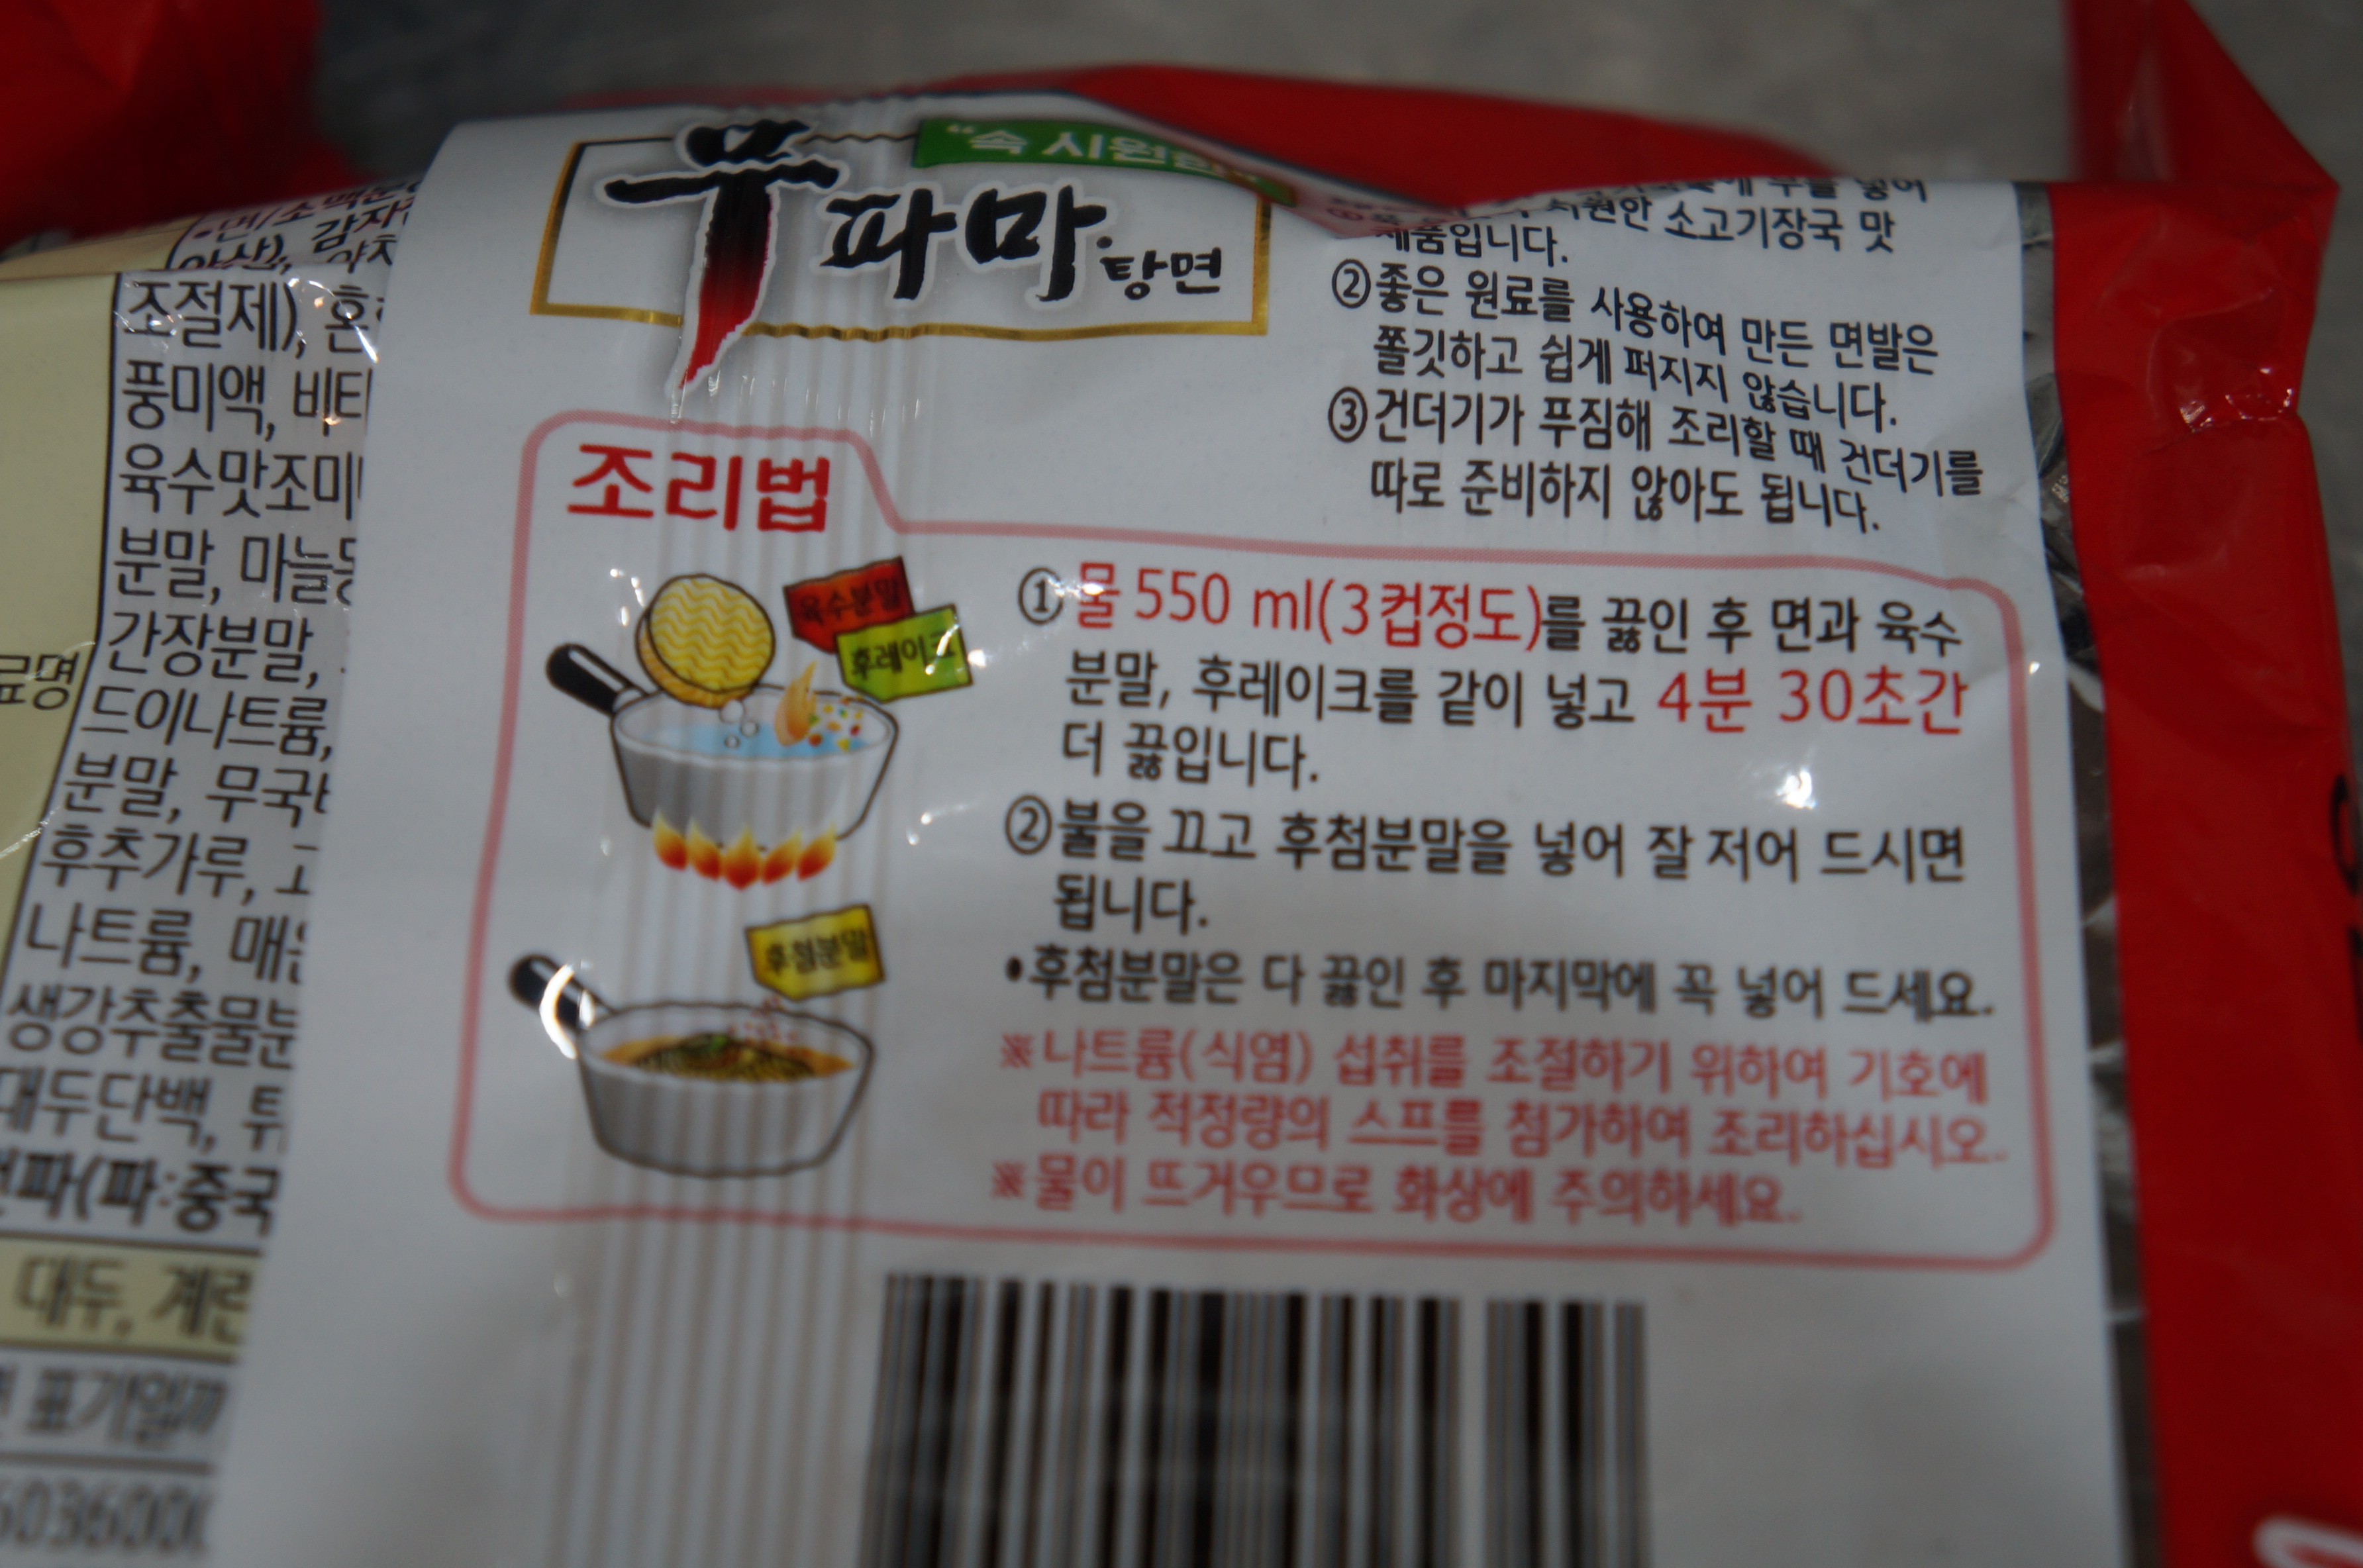 "속 시원한"
무파마 탕면
시원한 소고기장국 맛
제품입니다.
②좋은 원료를 사용하여 만든 면발은
쫄깃하고 쉽게 퍼지지 않습니다.
③건더기가 푸짐해 조리할 때 건더기를
따로 준비하지 않아도 됩니다.
조리법
육수분말
후레이크
①물 550 ml(3컵정도)를 끓인 후 면과 육수
분말, 후레이크를 같이 넣고 4분 30초간
더 끓입니다.
②불을 끄고 후첨분말을 넣어 잘 저어 드시면
됩니다.
후첨분말
•후첨분말은 다 끓인 후 마지막에 꼭 넣어 드세요.
※나트륨(식염) 섭취를 조절하기 위하여 기호에
따라 적정량의 스프를 첨가하여 조리하십시오.
※물이 뜨거우므로 화상에 주의하세요.
조절제),
풍미액, 비타
육수맛조미
분말, 마늘
간장분말,
드이나트륨,
분말, 무국
후추가루,
나트륨, 매
생강추출물분
대두단백, 튀
파(파:중국
대두, 계란
표기일까